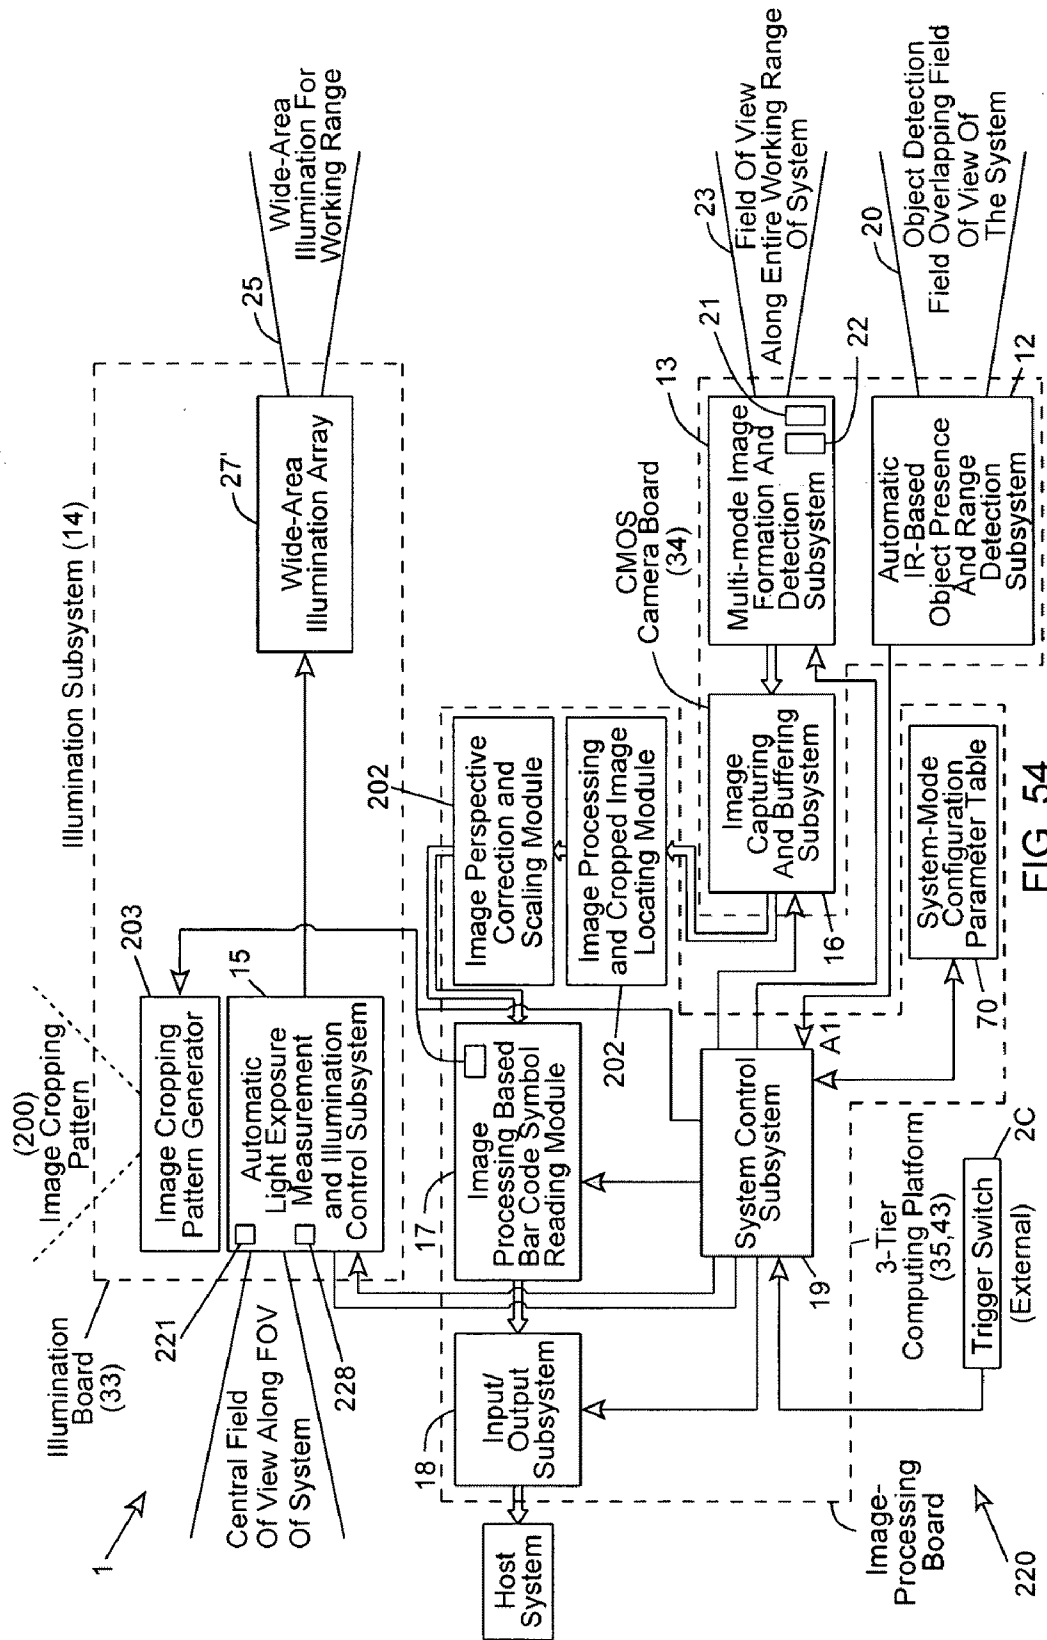 1
Illumination
Board
(33)
(200)
Image Cropping
Pattern
Illumination Subsystem (14)
203
Image Cropping
Pattern Generator
15
Automatic
Light Exposure
Measurement
and Illumination
Control Subsystem
221
228
Central Field
Of View Along FOV
Of System
27'
Wide-Area
Illumination Array
25
Wide-Area
Illumination For
Working Range
Host
System
18
Input/
Output
Subsystem
17
Image
Processing Based
Bar Code Symbol
Reading Module
202
Image Perspective
Correction and
Scaling Module
Image Processing
and Cropped Image
Locating Module
202
CMOS
Camera Board
(34)
13
Multi-mode Image
Formation And
Detection
Subsystem
21
22
23
Field Of View
Along Entire Working Range
Of System
Image
Capturing
And Buffering
Subsystem
16
20
Object Detection
Field Overlapping Field
Of View Of
The System
Automatic
IR-Based
Object Presence
And Range
Detection
Subsystem
12
System Control
Subsystem
19
A1
System-Mode
Configuration
Parameter Table
70
3-Tier
Computing Platform
(35,43)
Trigger Switch
2C
(External)
Image-
Processing
Board
220
FIG. 54